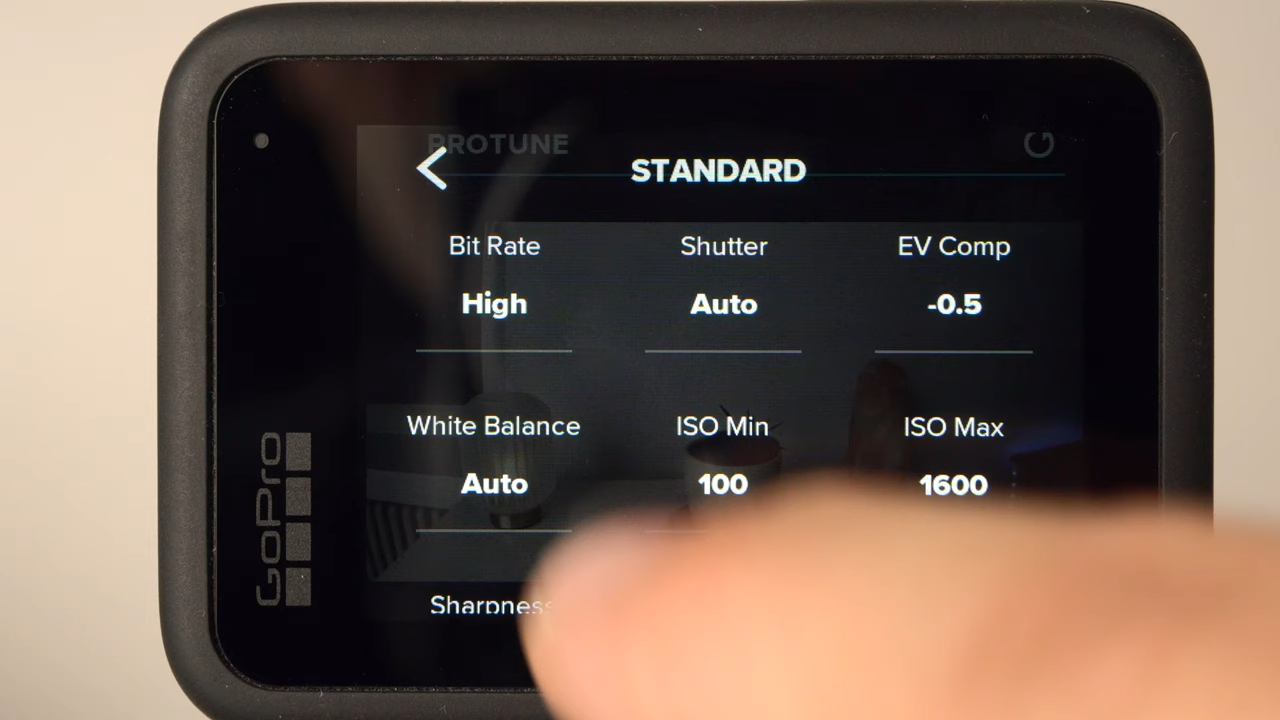 PROTUNE
STANDARD
Bit Rate Shutter EV Comp
High Auto -0.5
White Balance ISO Min ISO Max
Auto 100 1600
Sharpness
GoPro